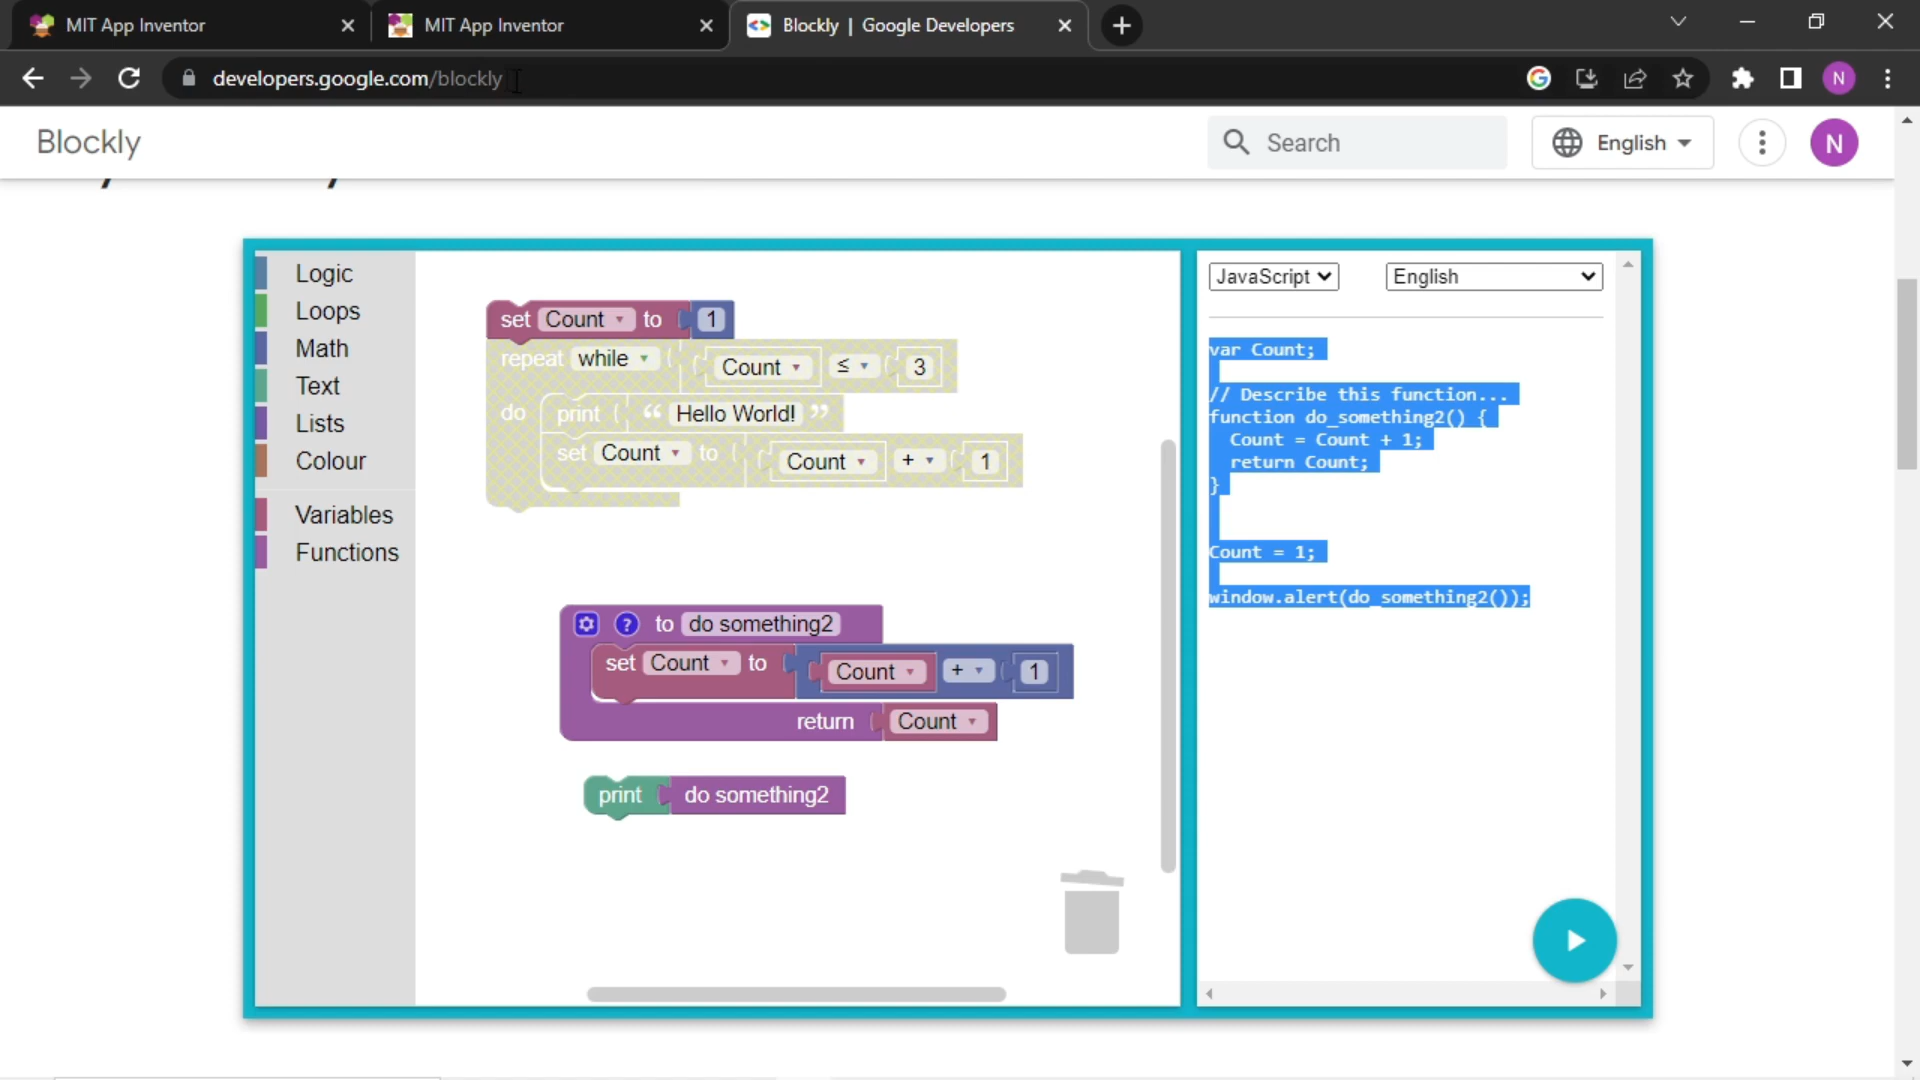 MIT App Inventor
MIT App Inventor
Blockly | Google Developers
developers.google.com/blockly
N
Blockly
Search
English
N
Logic
Loops
Math
Text
Lists
Colour
Variables
Functions
set Count to 1
repeat while Count ≤ 3
do print “ Hello World! ”
set Count to Count + 1
? to do something2
set Count to Count + 1
return Count
print do something2
JavaScript English
var Count;
// Describe this function...
function do_something2() {
Count = Count + 1;
return Count;
}
Count = 1;
window.alert(do_something2());